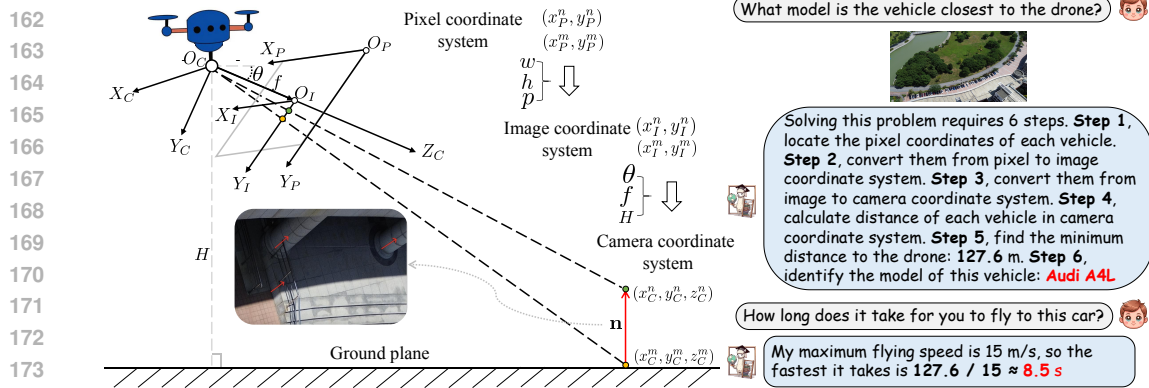 162
163
164
165
166
167
168
169
170
171
172
173
Pixel coordinate system
(x_P^n, y_P^n)
(x_P^m, y_P^m)
w
h
p
Image coordinate system
(x_I^n, y_I^n)
(x_I^m, y_I^m)
θ
f
H
Camera coordinate system
(x_C^n, y_C^n, z_C^n)
n
(x_C^m, y_C^m, z_C^m)
O_C
X_C
Y_C
Z_C
θ
f
X_P
O_P
Y_P
O_I
X_I
Y_I
H
Ground plane
What model is the vehicle closest to the drone?
Solving this problem requires 6 steps. Step 1,
locate the pixel coordinates of each vehicle.
Step 2, convert them from pixel to image
coordinate system. Step 3, convert them from
image to camera coordinate system. Step 4,
calculate distance of each vehicle in camera
coordinate system. Step 5, find the minimum
distance to the drone: 127.6 m. Step 6,
identify the model of this vehicle: Audi A4L
How long does it take for you to fly to this car?
My maximum flying speed is 15 m/s, so the
fastest it takes is 127.6 / 15 ≈ 8.5 s